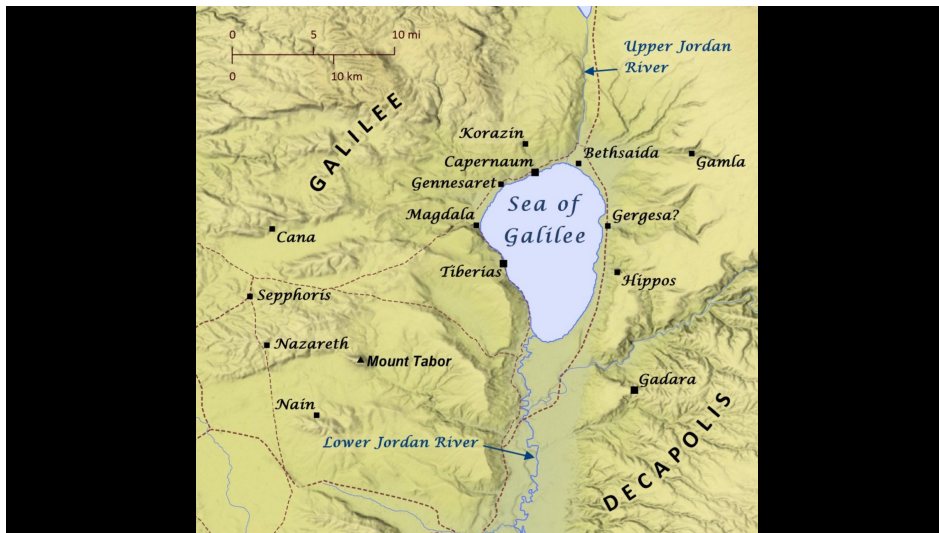 0 5 10 mi
0 10 km
Upper Jordan
River
GALILEE
Korazin
Capernaum
Bethsaida
Gamla
Gennesaret
Sea of
Galilee
Magdala
Gergesa?
Cana
Tiberias
Hippos
Sepphoris
Nazareth
Mount Tabor
Gadara
Nain
Lower Jordan River
DECAPOLIS